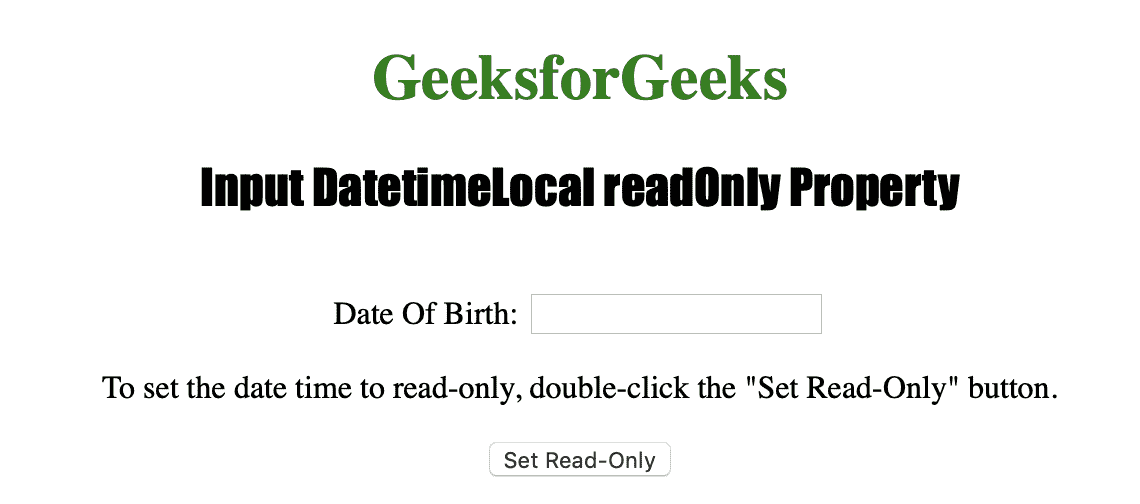 GeeksforGeeks
Input DatetimeLocal readOnly Property
Date Of Birth:
To set the date time to read-only, double-click the "Set Read-Only" button.
Set Read-Only